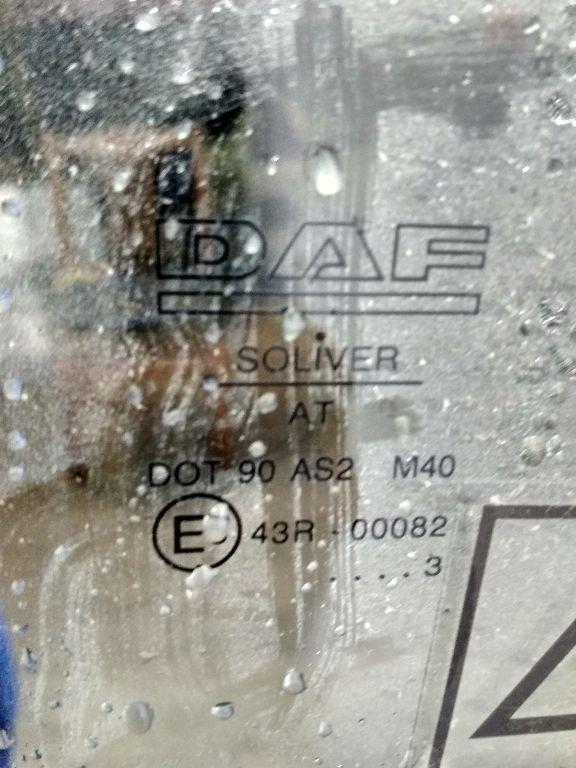 DAF
SOLIVER
AT
DOT 90 AS2 M40
E 43R - 00082
. . . . 3